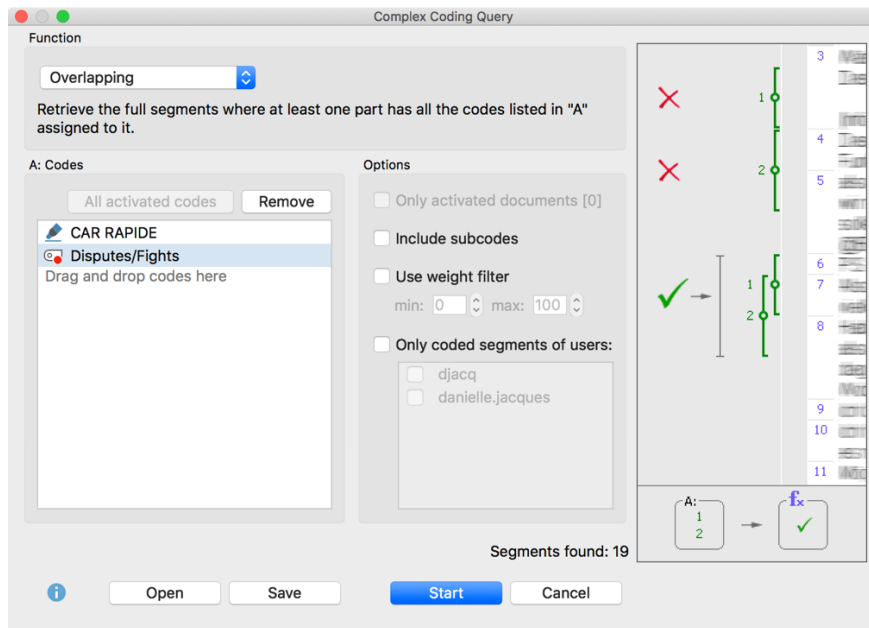 Complex Coding Query
Function
Overlapping
Retrieve the full segments where at least one part has all the codes listed in "A"
assigned to it.
A: Codes
All activated codes
Remove
CAR RAPIDE
Disputes/Fights
Drag and drop codes here
Options
Only activated documents [0]
Include subcodes
Use weight filter
min: 0 max: 100
Only coded segments of users:
djacq
danielle.jacques
Segments found: 19
Open
Save
Start
Cancel
3
1
4
2
5
6
1
7
2
8
9
10
11
A:
1
2
fx